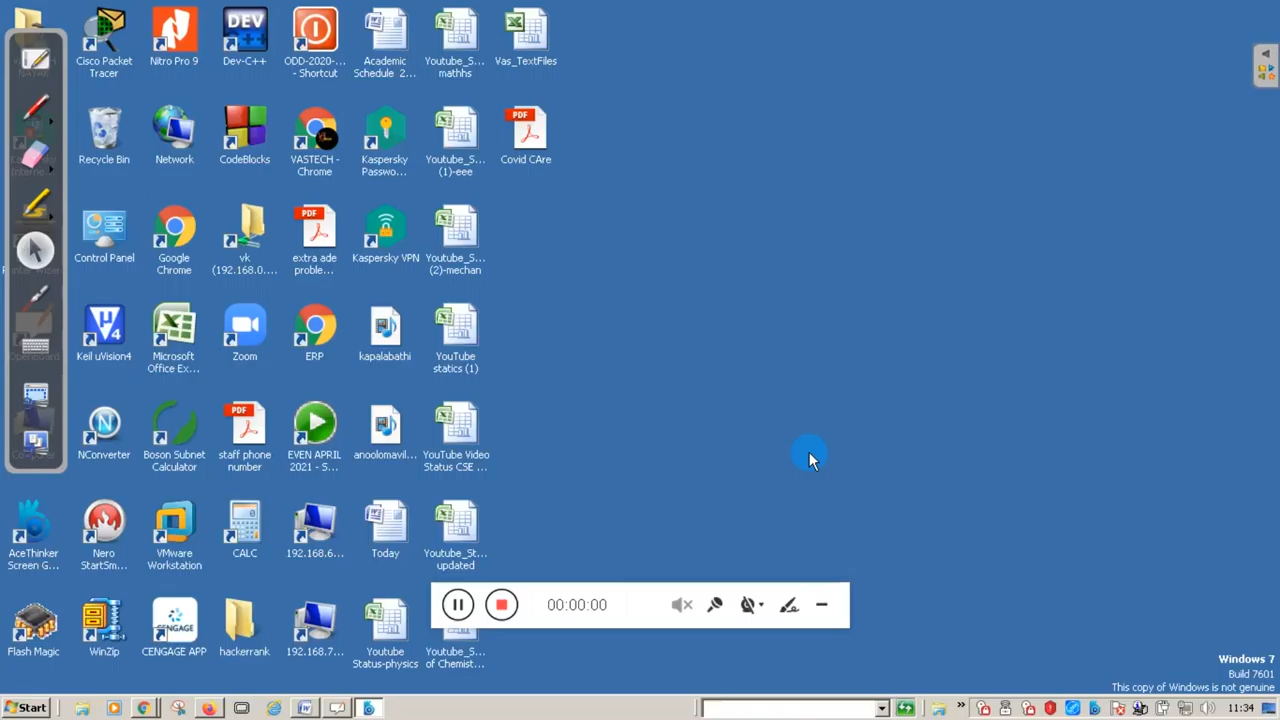 Cisco Packet
Tracer
Nitro Pro 9
DEV
C++
Dev-C++
ODD-2020-...
- Shortcut
Academic
Schedule 2...
Youtube_S...
mathhs
Vas_TextFiles
Recycle Bin
Network
CodeBlocks
VASTECH -
Chrome
Kaspersky
Passwo...
Youtube_S...
(1)-eee
PDF
Covid CAre
Control Panel
Google
Chrome
vk
(192.168.0....
PDF
extra ade
proble...
Kaspersky VPN
Youtube_S...
(2)-mechan
Keil uVision4
Microsoft
Office Ex...
Zoom
ERP
kapalabathi
YouTube
statics (1)
NConverter
Boson Subnet
Calculator
PDF
staff phone
number
EVEN APRIL
2021 - S...
anoolomavil...
YouTube Video
Status CSE ...
AceThinker
Screen G...
Nero
StartSm...
VMware
Workstation
CALC
192.168.6...
Today
Youtube_St...
updated
00:00:00
Flash Magic
WinZip
CENGAGE
CENGAGE APP
hackerrank
192.168.7...
Youtube
Status-physics
Youtube_S...
of Chemist...
Windows 7
Build 7601
This copy of Windows is not genuine
Start
11:34